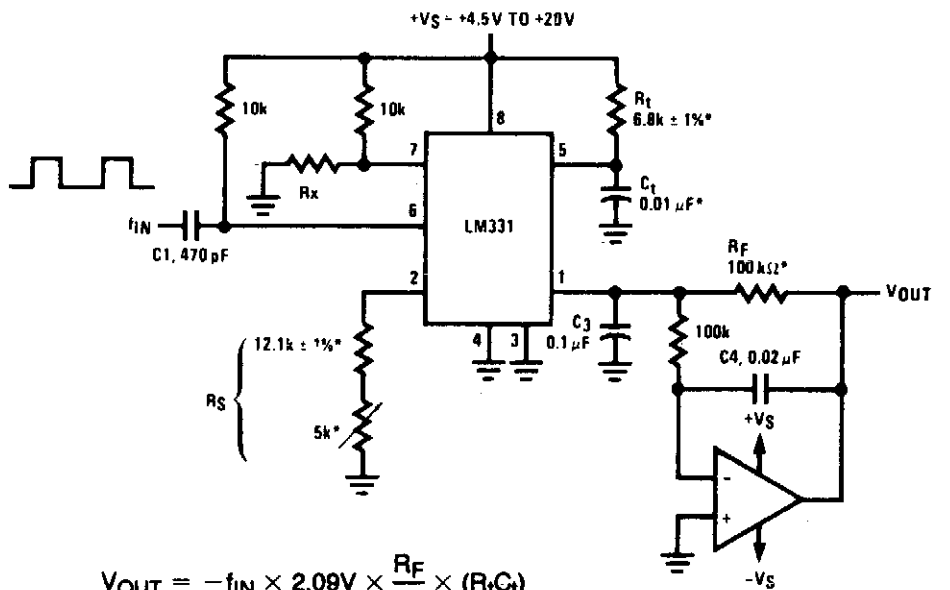 +VS – +4.5V TO +20V
10k
10k
Rt
6.8k ± 1%*
8
7
5
Rx
Ct
0.01 µF*
fIN
6
LM331
C1, 470 pF
RF
100 kΩ*
2
1
VOUT
12.1k ± 1%*
4
3
C3
0.1 µF
100k
C4, 0.02 µF
RS
5k*
+VS
-
+
-VS
VOUT = −fIN × 2.09V × RF × (RtCt)